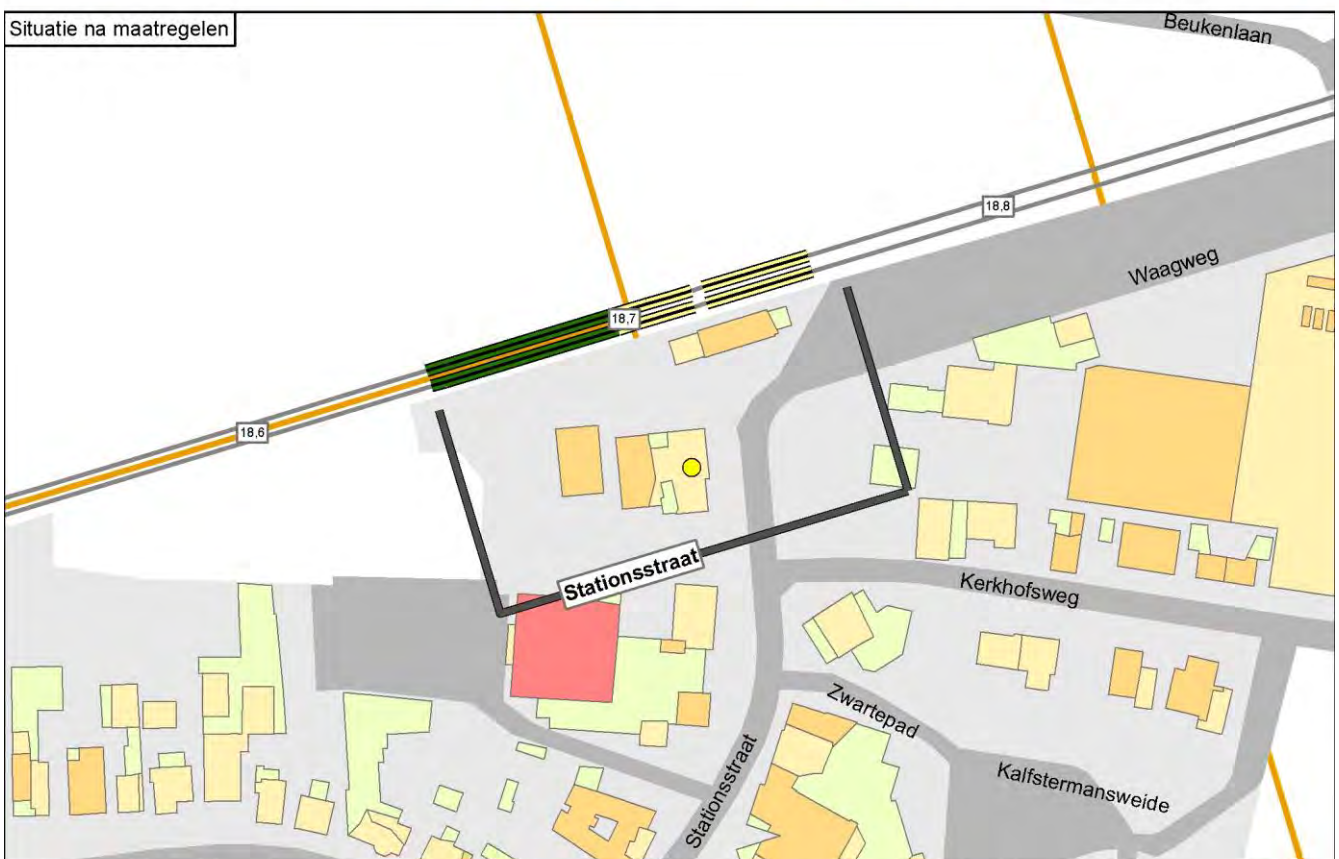 Situatie na maatregelen
Beukenlaan
18,8
Waagweg
18,7
18,6
Stationsstraat
Kerkhofsweg
Zwartepad
Kalfstermansweide
Stationsstraat